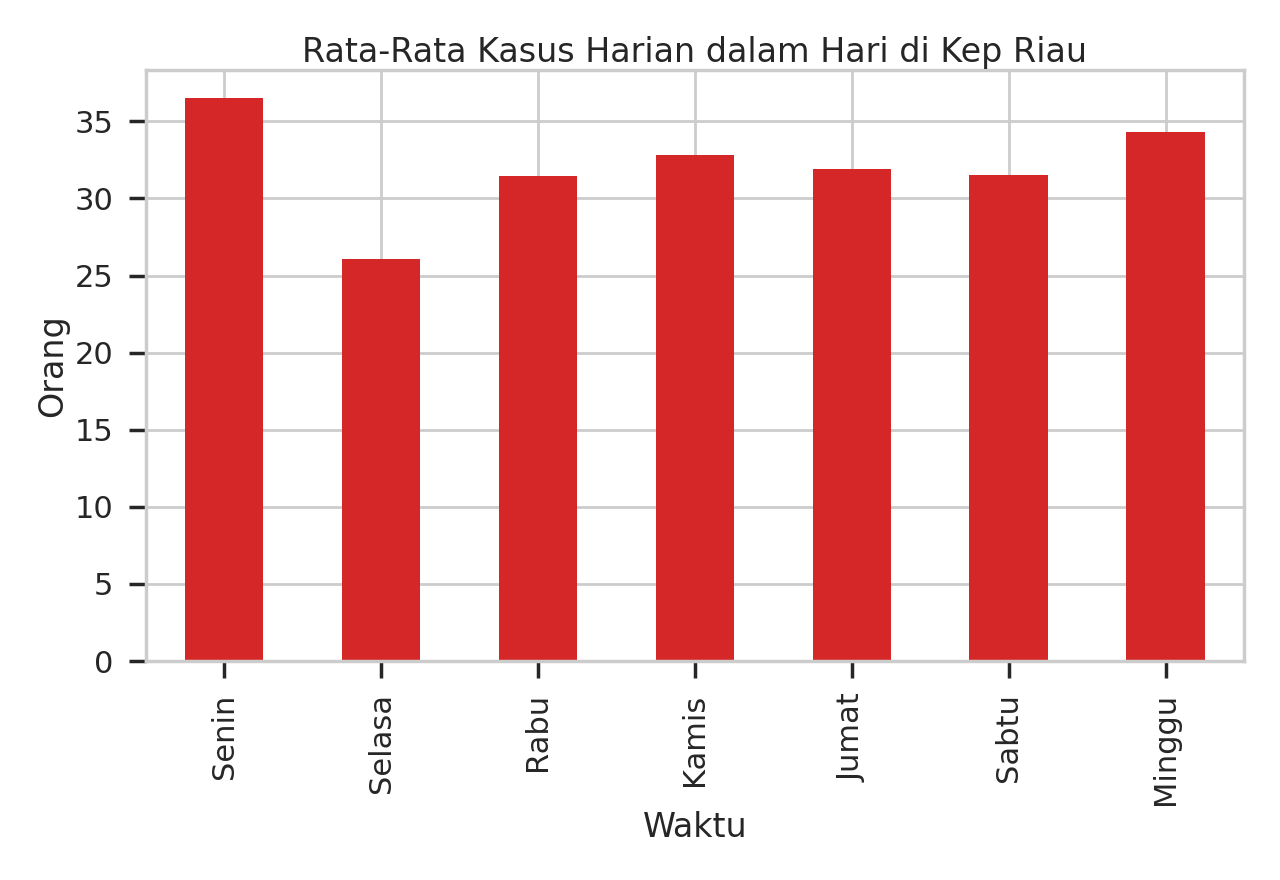 Rata-Rata Kasus Harian dalam Hari di Kep Riau
Orang
35
30
25
20
15
10
5
0
Senin
Selasa
Rabu
Kamis
Jumat
Sabtu
Minggu
Waktu